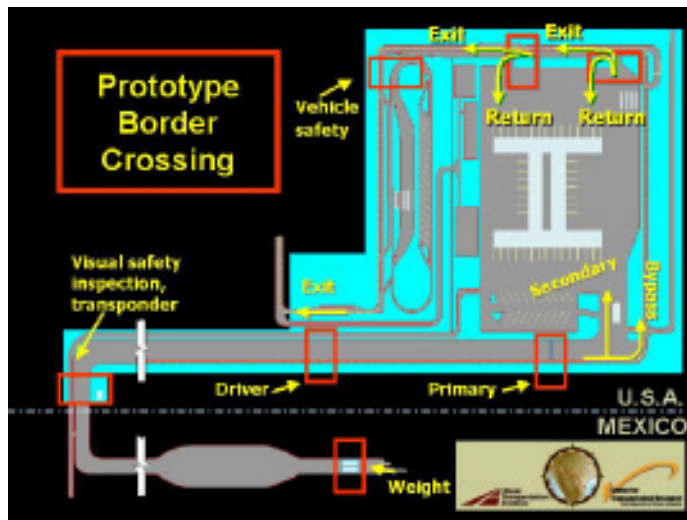 Prototype
Border
Crossing
Exit
Exit
Vehicle
safety
Return
Return
Visual safety
inspection,
transponder
Exit
Secondary
Bypass
Driver
Primary
U.S.A.
MEXICO
Weight